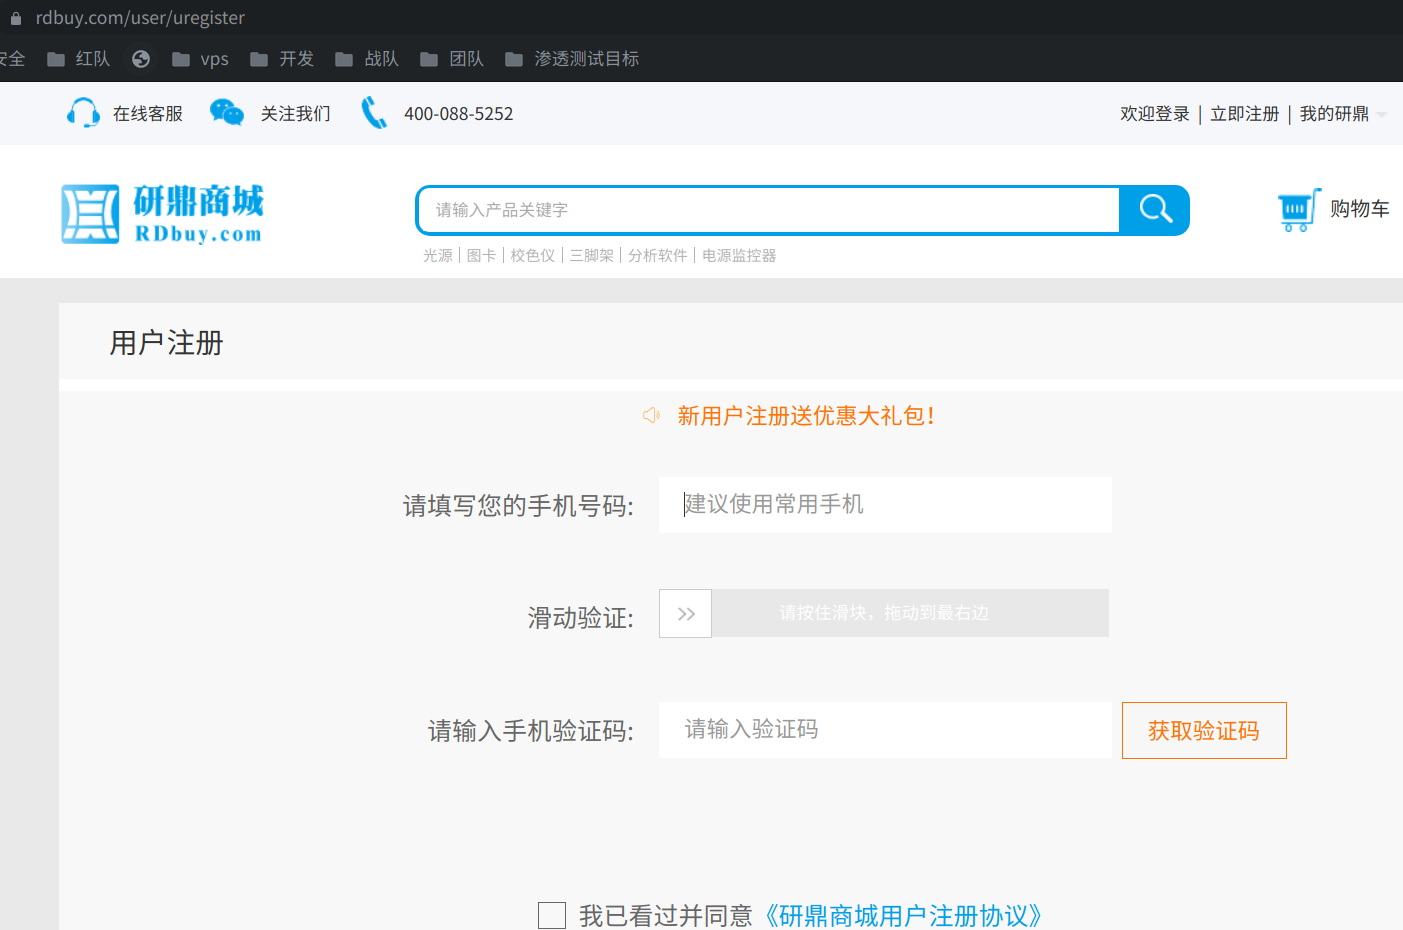 rdbuy.com/user/uregister
安全 红队 vps 开发 战队 团队 渗透测试目标
在线客服 关注我们 400-088-5252 欢迎登录 | 立即注册 | 我的研鼎
研鼎商城
RDbuy.com
请输入产品关键字
购物车
光源 | 图卡 | 校色仪 | 三脚架 | 分析软件 | 电源监控器
用户注册
新用户注册送优惠大礼包!
请填写您的手机号码: 建议使用常用手机
滑动验证: >> 请按住滑块，拖动到最右边
请输入手机验证码: 请输入验证码 获取验证码
我已看过并同意《研鼎商城用户注册协议》